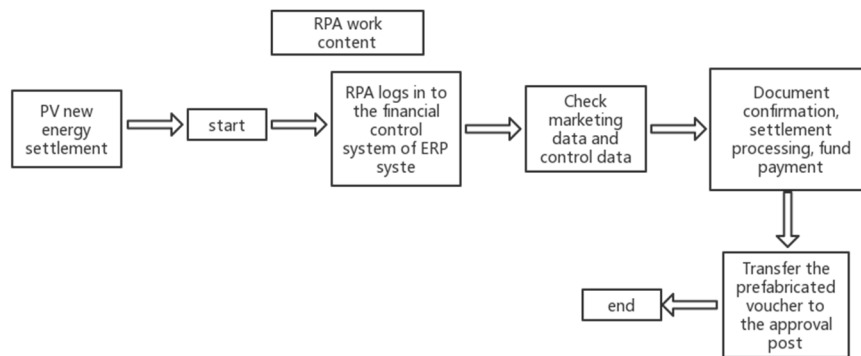 RPA work
content
PV new
energy
settlement
start
RPA logs in to
the financial
control
system of ERP
syste
Check
marketing
data and
control data
Document
confirmation,
settlement
processing, fund
payment
Transfer the
prefabricated
voucher to
the approval
post
end